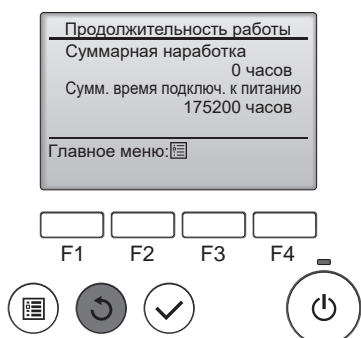 Продолжительность работы
Суммарная наработка
0 часов
Сумм. время подключ. к питанию
175200 часов
Главное меню:
F1 F2 F3 F4